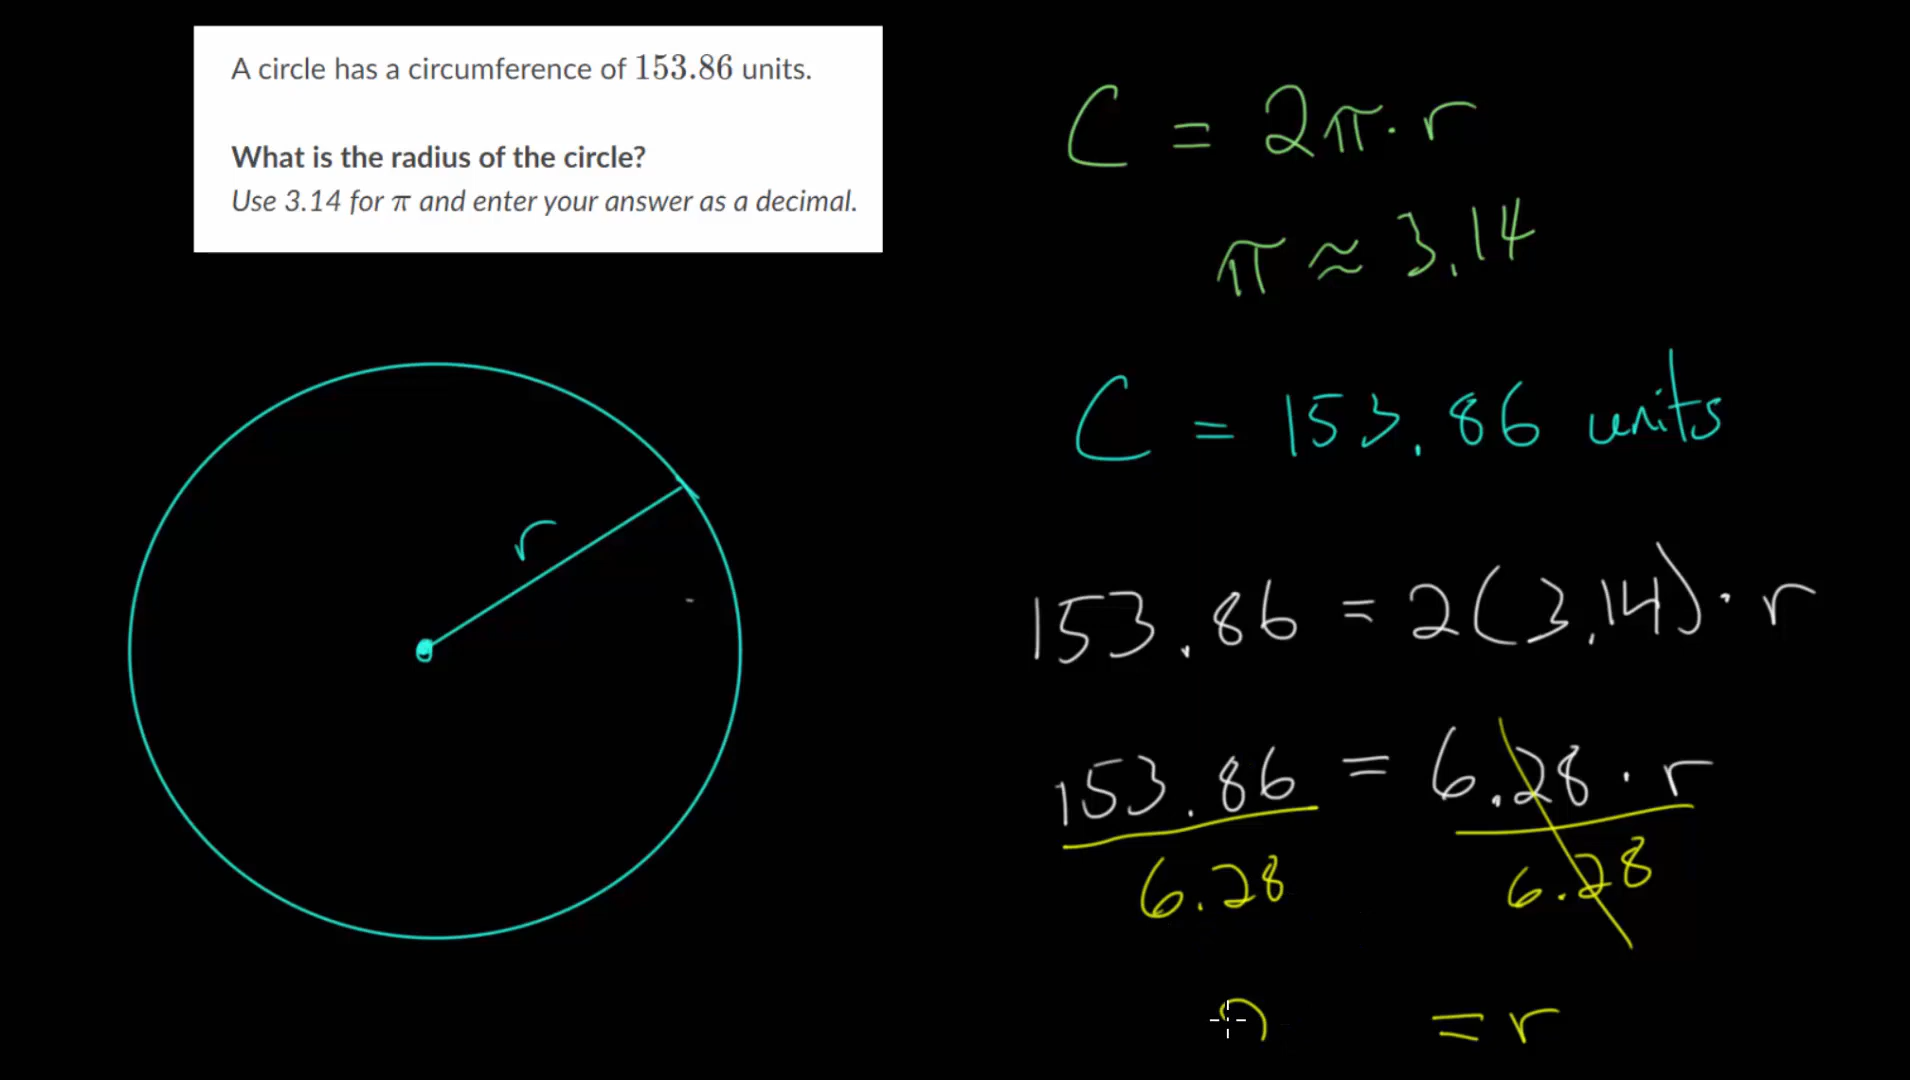 A circle has a circumference of 153.86 units.
What is the radius of the circle?
Use 3.14 for π and enter your answer as a decimal.
C = 2π · r
π ≈ 3.14
C = 153.86 units
r
153.86 = 2(3.14) · r
153.86 = 6.28 · r
6.28 6.28
= r